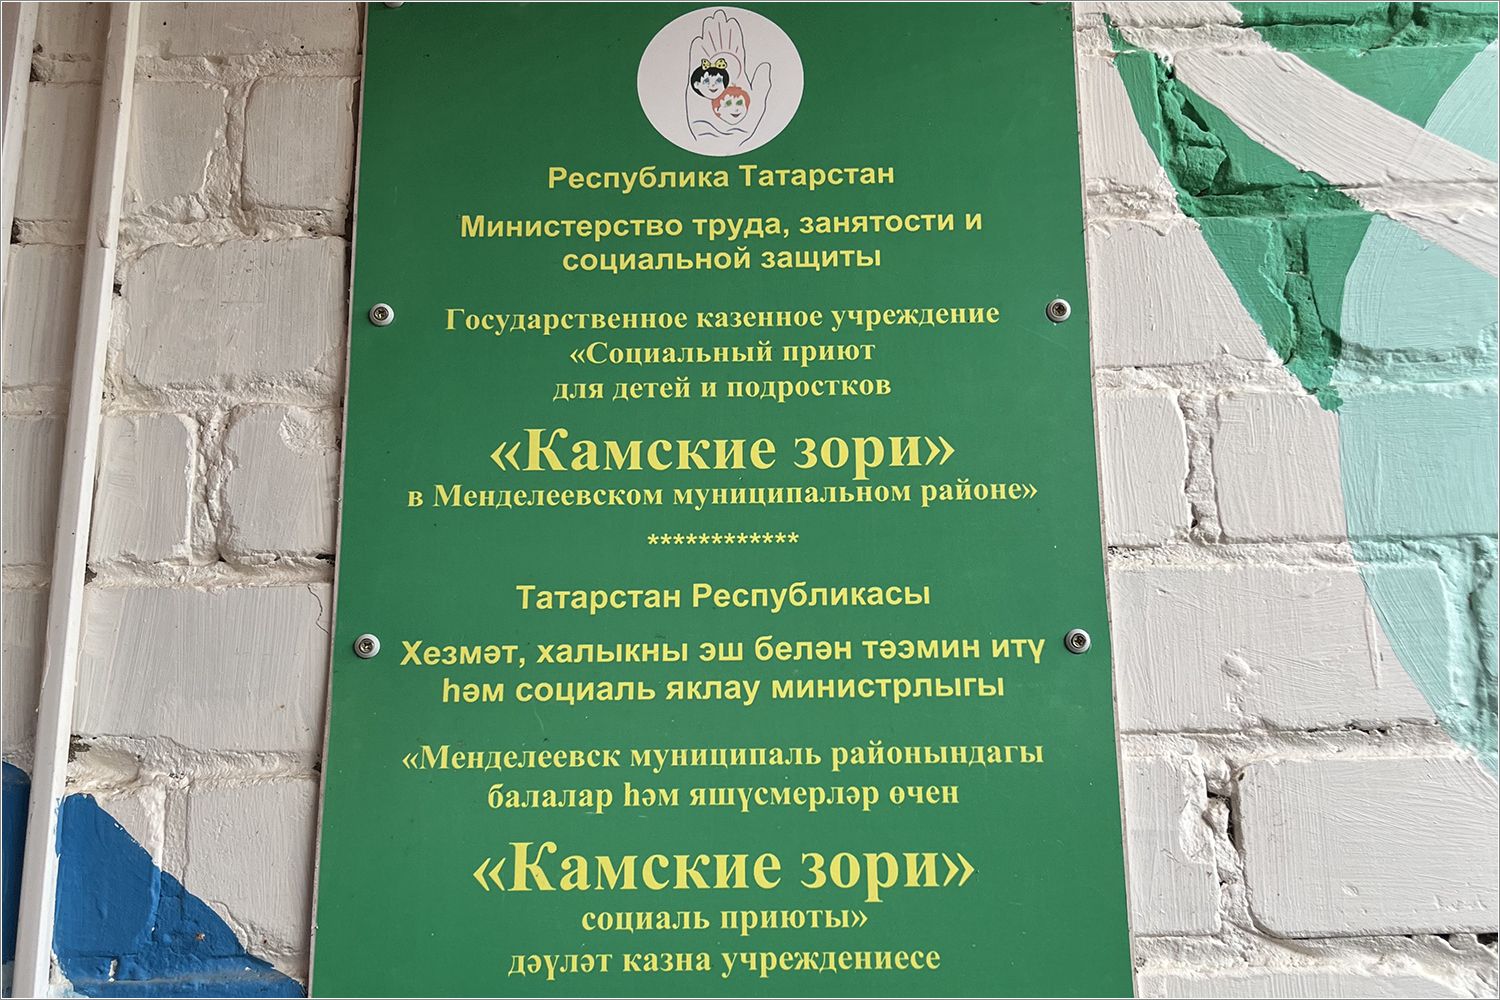 Республика Татарстан
Министерство труда, занятости и
социальной защиты
Государственное казенное учреждение
«Социальный приют
для детей и подростков
«Камские зори»
в Менделеевском муниципальном районе»
************
Татарстан Республикасы
Хезмәт, халыкны эш белән тәэмин итү
һәм социаль яклау министрлыгы
«Менделеевск муниципаль районындагы
балалар һәм яшүсмерләр өчен
«Камские зори»
социаль приюты»
дәүләт казна учреждениесе